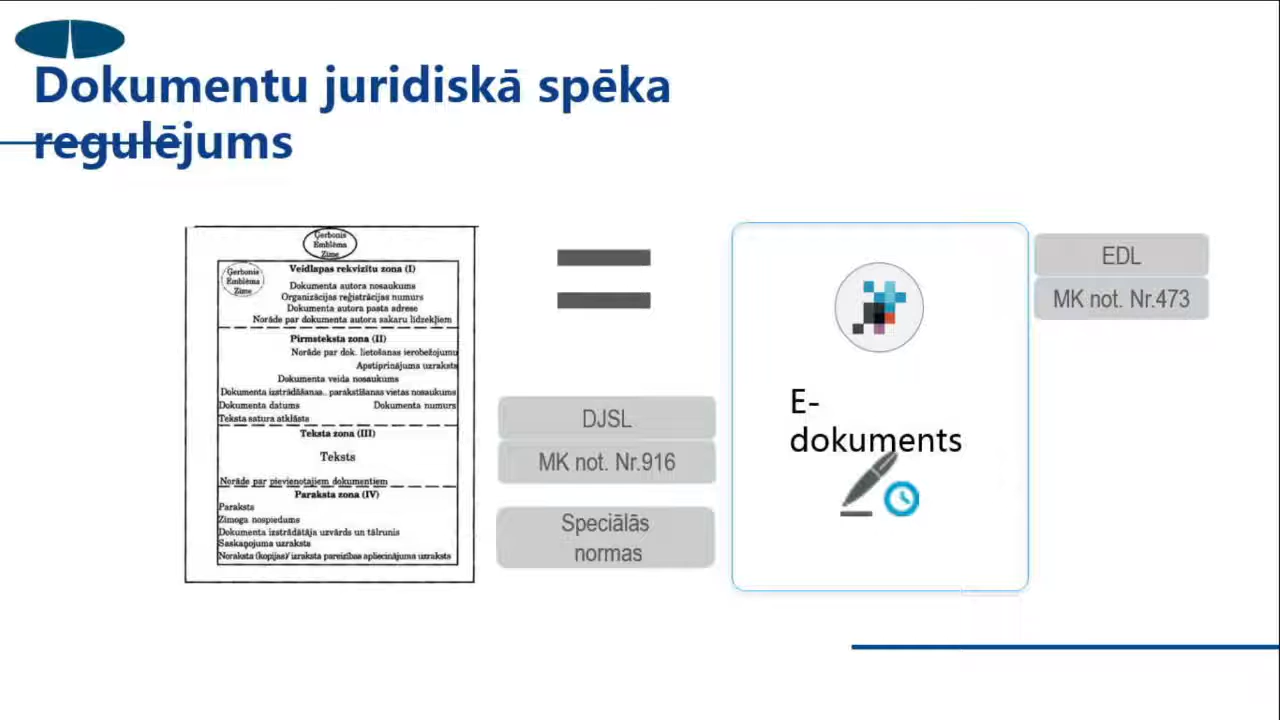 Dokumentu juridiskā spēka
regulējums
Ģerbonis
Emblēma
Zīme
Ģerbonis
Emblēma
Zīme
Veidlapas rekvizītu zona (I)
Dokumenta autora nosaukums
Organizācijas reģistrācijas numurs
Dokumenta autora pasta adrese
Norāde par dokumenta autora sakaru līdzekļiem
Pirmsteksta zona (II)
Norāde par dok. lietošanas ierobežojumu
Apstiprinājuma uzraksts
Dokumenta veida nosaukums
Dokumenta izstrādāšanas.. parakstīšanas vietas nosaukums
Dokumenta datums Dokumenta numurs
Teksta satura atklāsts
Teksta zona (III)
Teksts
Norāde par pievienotajiem dokumentiem
Paraksta zona (IV)
Paraksts
Zīmoga nospiedums
Dokumenta izstrādātāja uzvārds un tālrunis
Saskaņojuma uzraksts
Noraksta (kopijas)/ izraksta pareizības apliecinājuma uzraksts
DJSL
MK not. Nr.916
Speciālās
normas
E-
dokuments
EDL
MK not. Nr.473